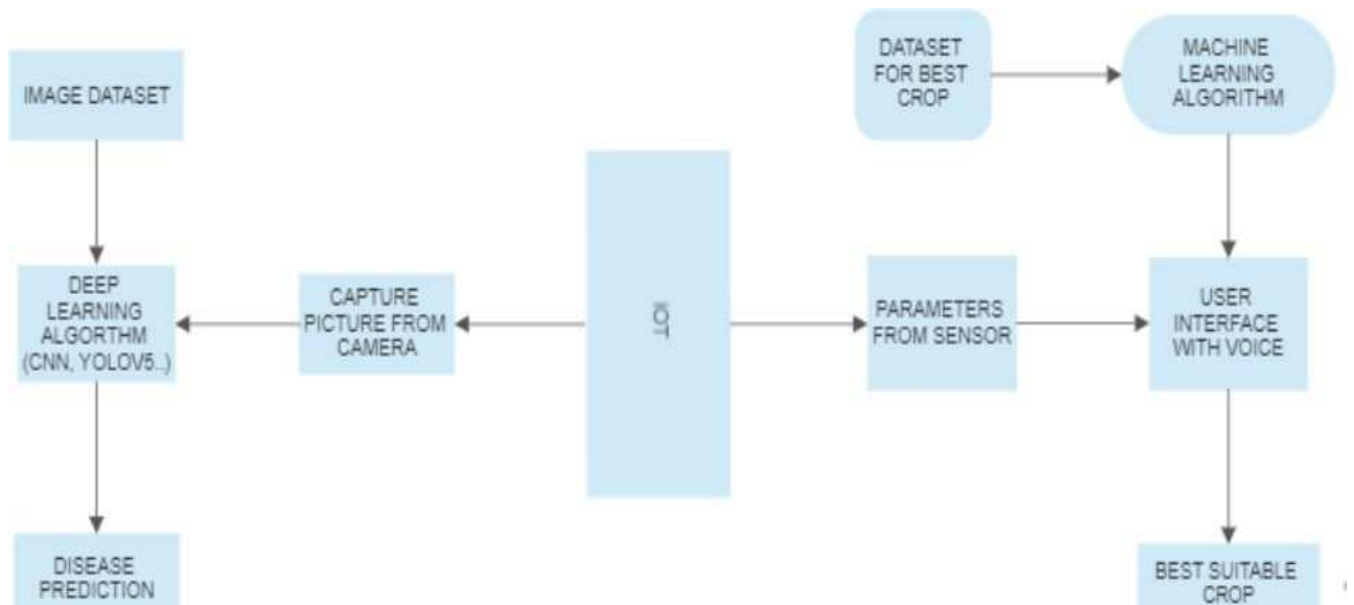 IMAGE DATASET
DATASET
FOR BEST
CROP
MACHINE
LEARNING
ALGORITHM
DEEP
LEARNING
ALGORTHM
(CNN, YOLOV5..)
CAPTURE
PICTURE FROM
CAMERA
IOT
PARAMETERS
FROM SENSOR
USER
INTERFACE
WITH VOICE
DISEASE
PREDICTION
BEST SUITABLE
CROP